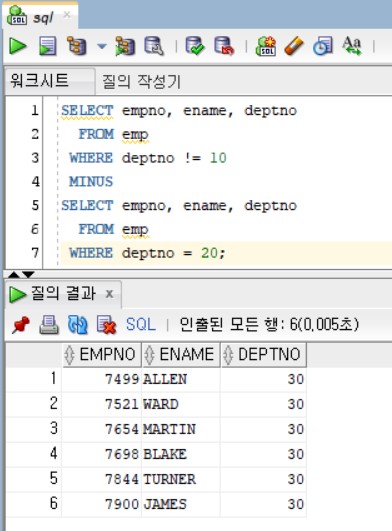 sql
워크시트 질의 작성기
1 SELECT empno, ename, deptno
2 FROM emp
3 WHERE deptno != 10
4 MINUS
5 SELECT empno, ename, deptno
6 FROM emp
7 WHERE deptno = 20;
질의 결과 x
SQL | 인출된 모든 행: 6(0,005초)
EMPNO ENAME DEPTNO
1 7499 ALLEN 30
2 7521 WARD 30
3 7654 MARTIN 30
4 7698 BLAKE 30
5 7844 TURNER 30
6 7900 JAMES 30